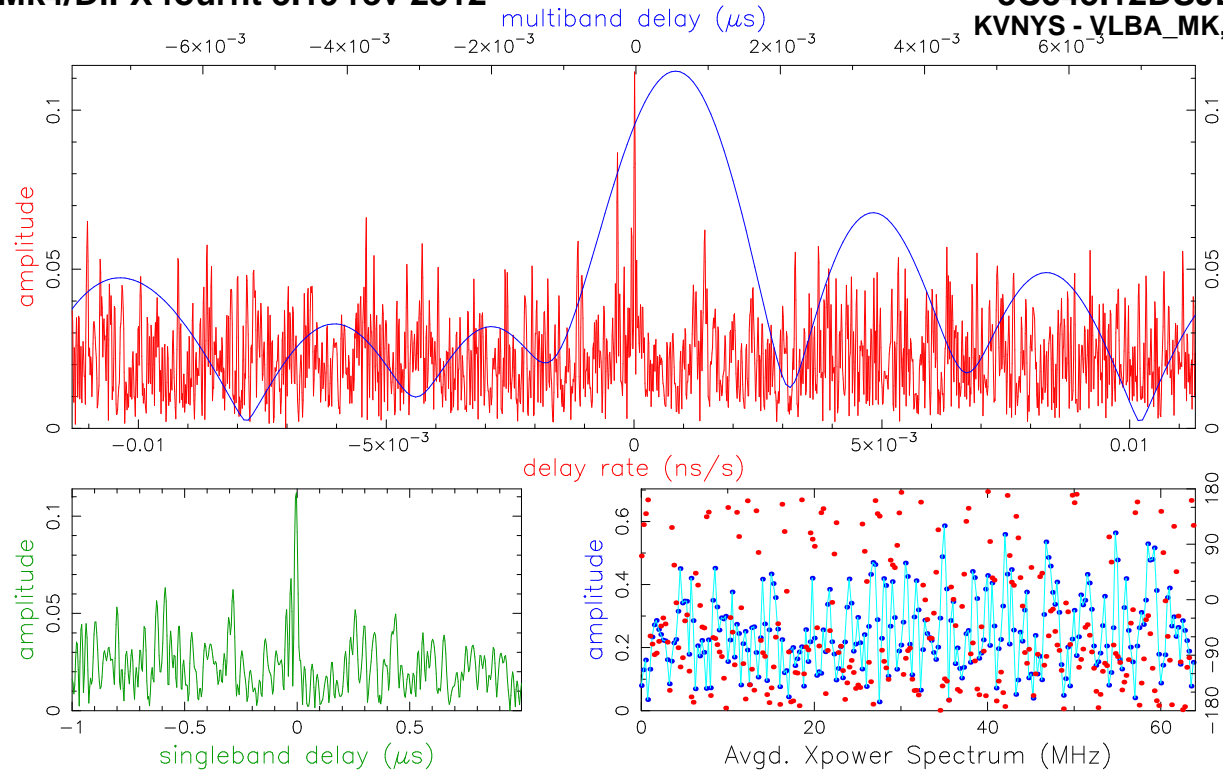 multiband delay (μs)
KVNYS - VLBA_MK,
−6×10⁻³ −4×10⁻³ −2×10⁻³ 0 2×10⁻³ 4×10⁻³ 6×10⁻³
amplitude
0 0.05 0.1
0 0.05 0.1
−0.01 −5×10⁻³ 0 5×10⁻³ 0.01
delay rate (ns/s)
amplitude
0 0.05 0.1
−1 −0.5 0 0.5
singleband delay (μs)
amplitude
0 0.2 0.4 0.6
−180 −90 0 90 180
0 20 40 60
Avgd. Xpower Spectrum (MHz)